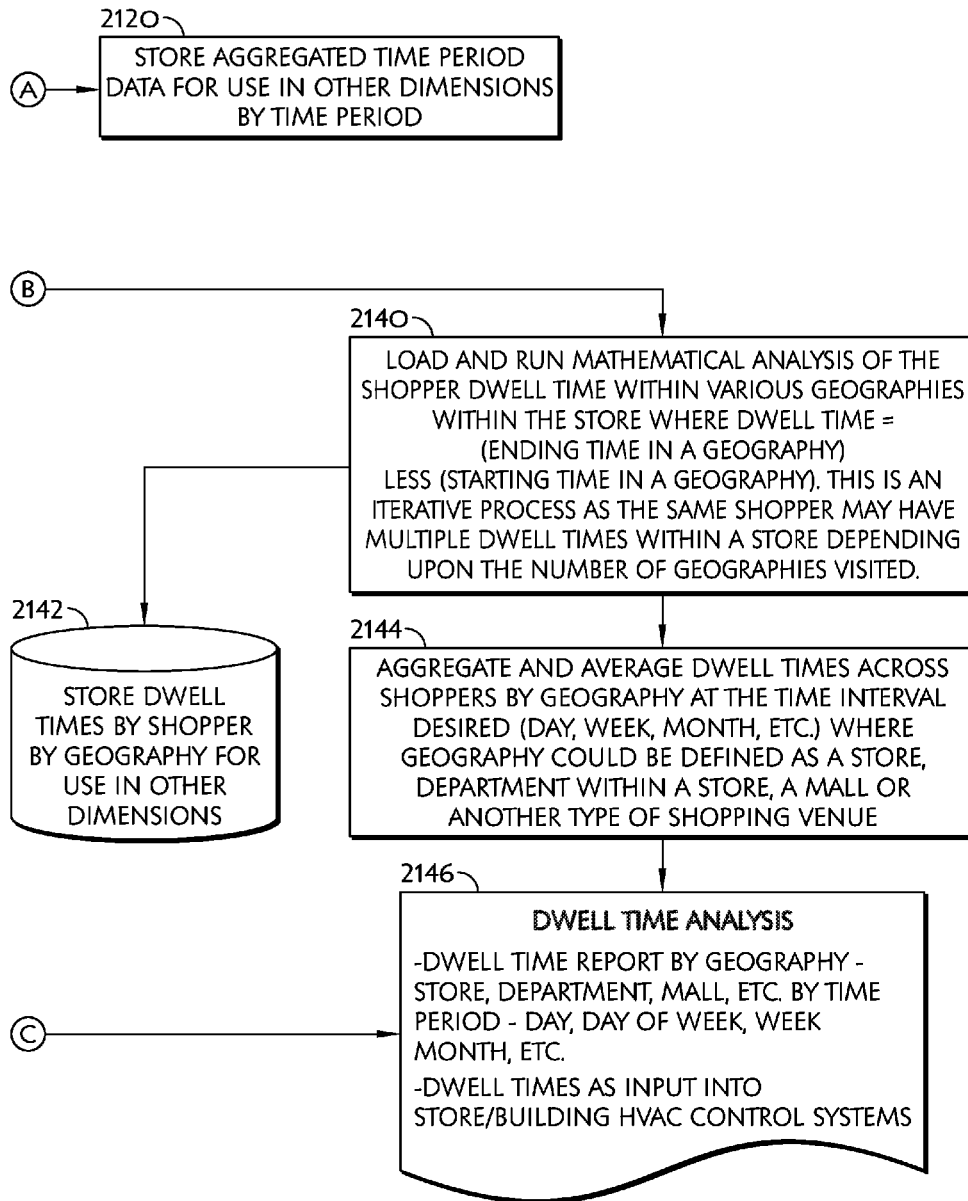 2120
STORE AGGREGATED TIME PERIOD
DATA FOR USE IN OTHER DIMENSIONS
BY TIME PERIOD
A
B
2140
LOAD AND RUN MATHEMATICAL ANALYSIS OF THE
SHOPPER DWELL TIME WITHIN VARIOUS GEOGRAPHIES
WITHIN THE STORE WHERE DWELL TIME =
(ENDING TIME IN A GEOGRAPHY)
LESS (STARTING TIME IN A GEOGRAPHY). THIS IS AN
ITERATIVE PROCESS AS THE SAME SHOPPER MAY HAVE
MULTIPLE DWELL TIMES WITHIN A STORE DEPENDING
UPON THE NUMBER OF GEOGRAPHIES VISITED.
2142
STORE DWELL
TIMES BY SHOPPER
BY GEOGRAPHY FOR
USE IN OTHER
DIMENSIONS
2144
AGGREGATE AND AVERAGE DWELL TIMES ACROSS
SHOPPERS BY GEOGRAPHY AT THE TIME INTERVAL
DESIRED (DAY, WEEK, MONTH, ETC.) WHERE
GEOGRAPHY COULD BE DEFINED AS A STORE,
DEPARTMENT WITHIN A STORE, A MALL OR
ANOTHER TYPE OF SHOPPING VENUE
2146
DWELL TIME ANALYSIS
-DWELL TIME REPORT BY GEOGRAPHY -
STORE, DEPARTMENT, MALL, ETC. BY TIME
PERIOD - DAY, DAY OF WEEK, WEEK
MONTH, ETC.
-DWELL TIMES AS INPUT INTO
STORE/BUILDING HVAC CONTROL SYSTEMS
C